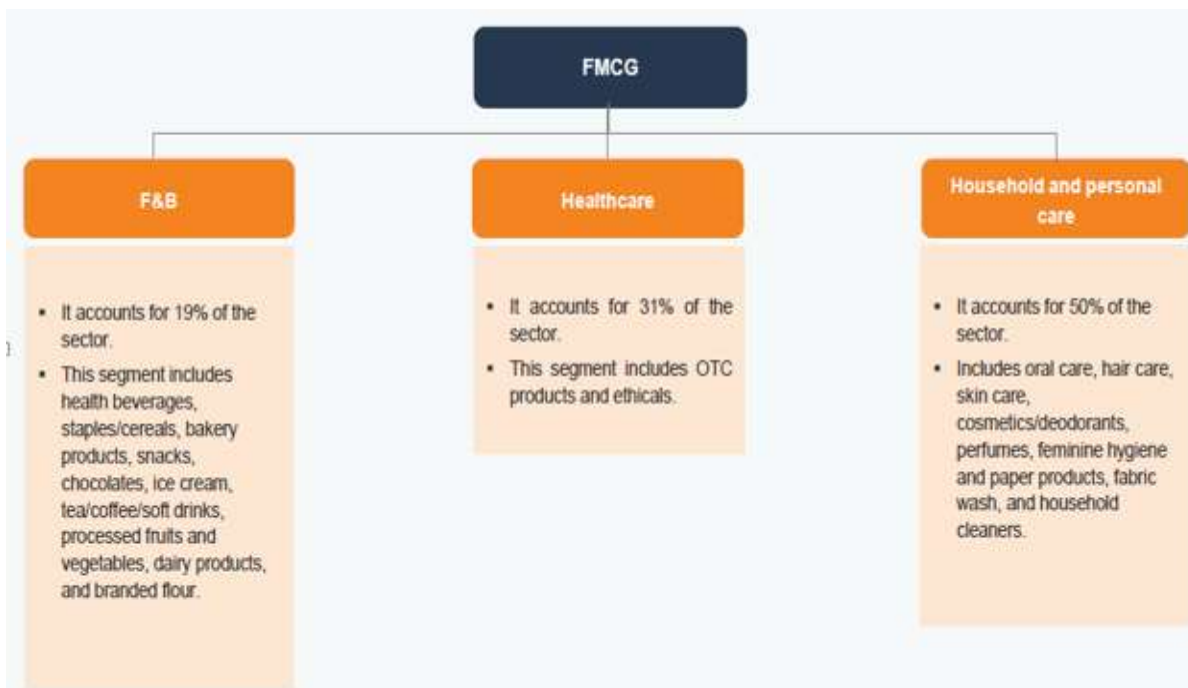 FMCG
F&B
Healthcare
Household and personal
care
▪ It accounts for 19% of the
sector.
▪ This segment includes
health beverages,
staples/cereals, bakery
products, snacks,
chocolates, ice cream,
tea/coffee/soft drinks,
processed fruits and
vegetables, dairy products,
and branded flour.
▪ It accounts for 31% of the
sector.
▪ This segment includes OTC
products and ethicals.
▪ It accounts for 50% of the
sector.
▪ Includes oral care, hair care,
skin care,
cosmetics/deodorants,
perfumes, feminine hygiene
and paper products, fabric
wash, and household
cleaners.